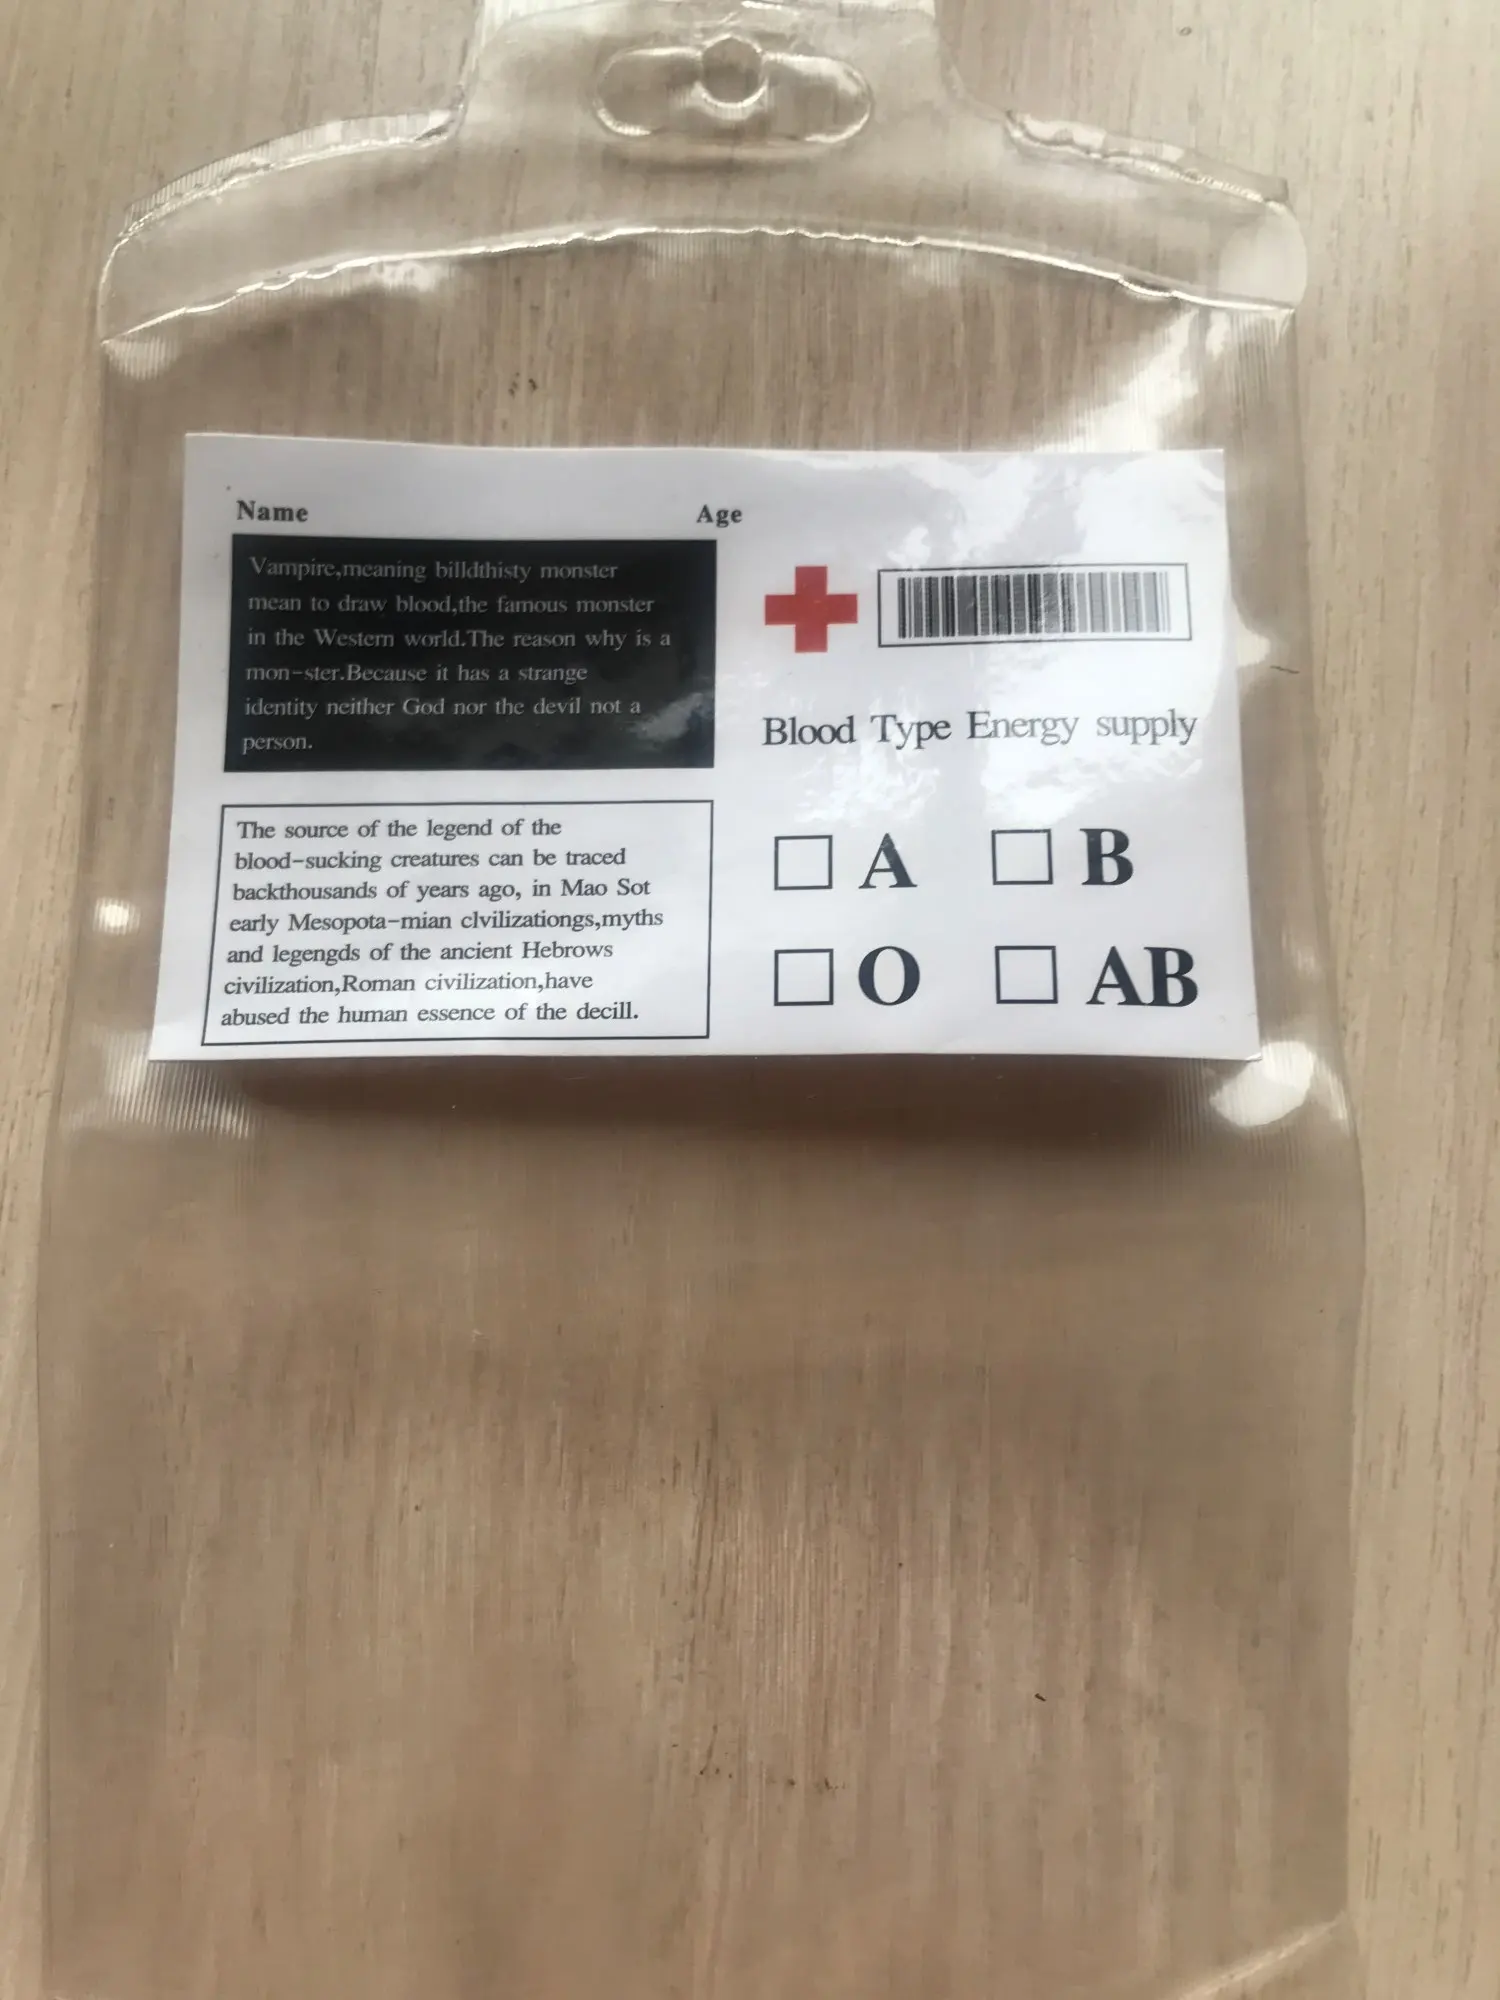 Name Age
Vampire,meaning billdthisty monster
mean to draw blood,the famous monster
in the Western world.The reason why is a
mon-ster.Because it has a strange
identity neither God nor the devil not a
person.
The source of the legend of the
blood-sucking creatures can be traced
backthousands of years ago, in Mao Sot
early Mesopota-mian clvilizationgs,myths
and legengds of the ancient Hebrows
civilization,Roman civilization,have
abused the human essence of the decill.
Blood Type Energy supply
A B
O AB